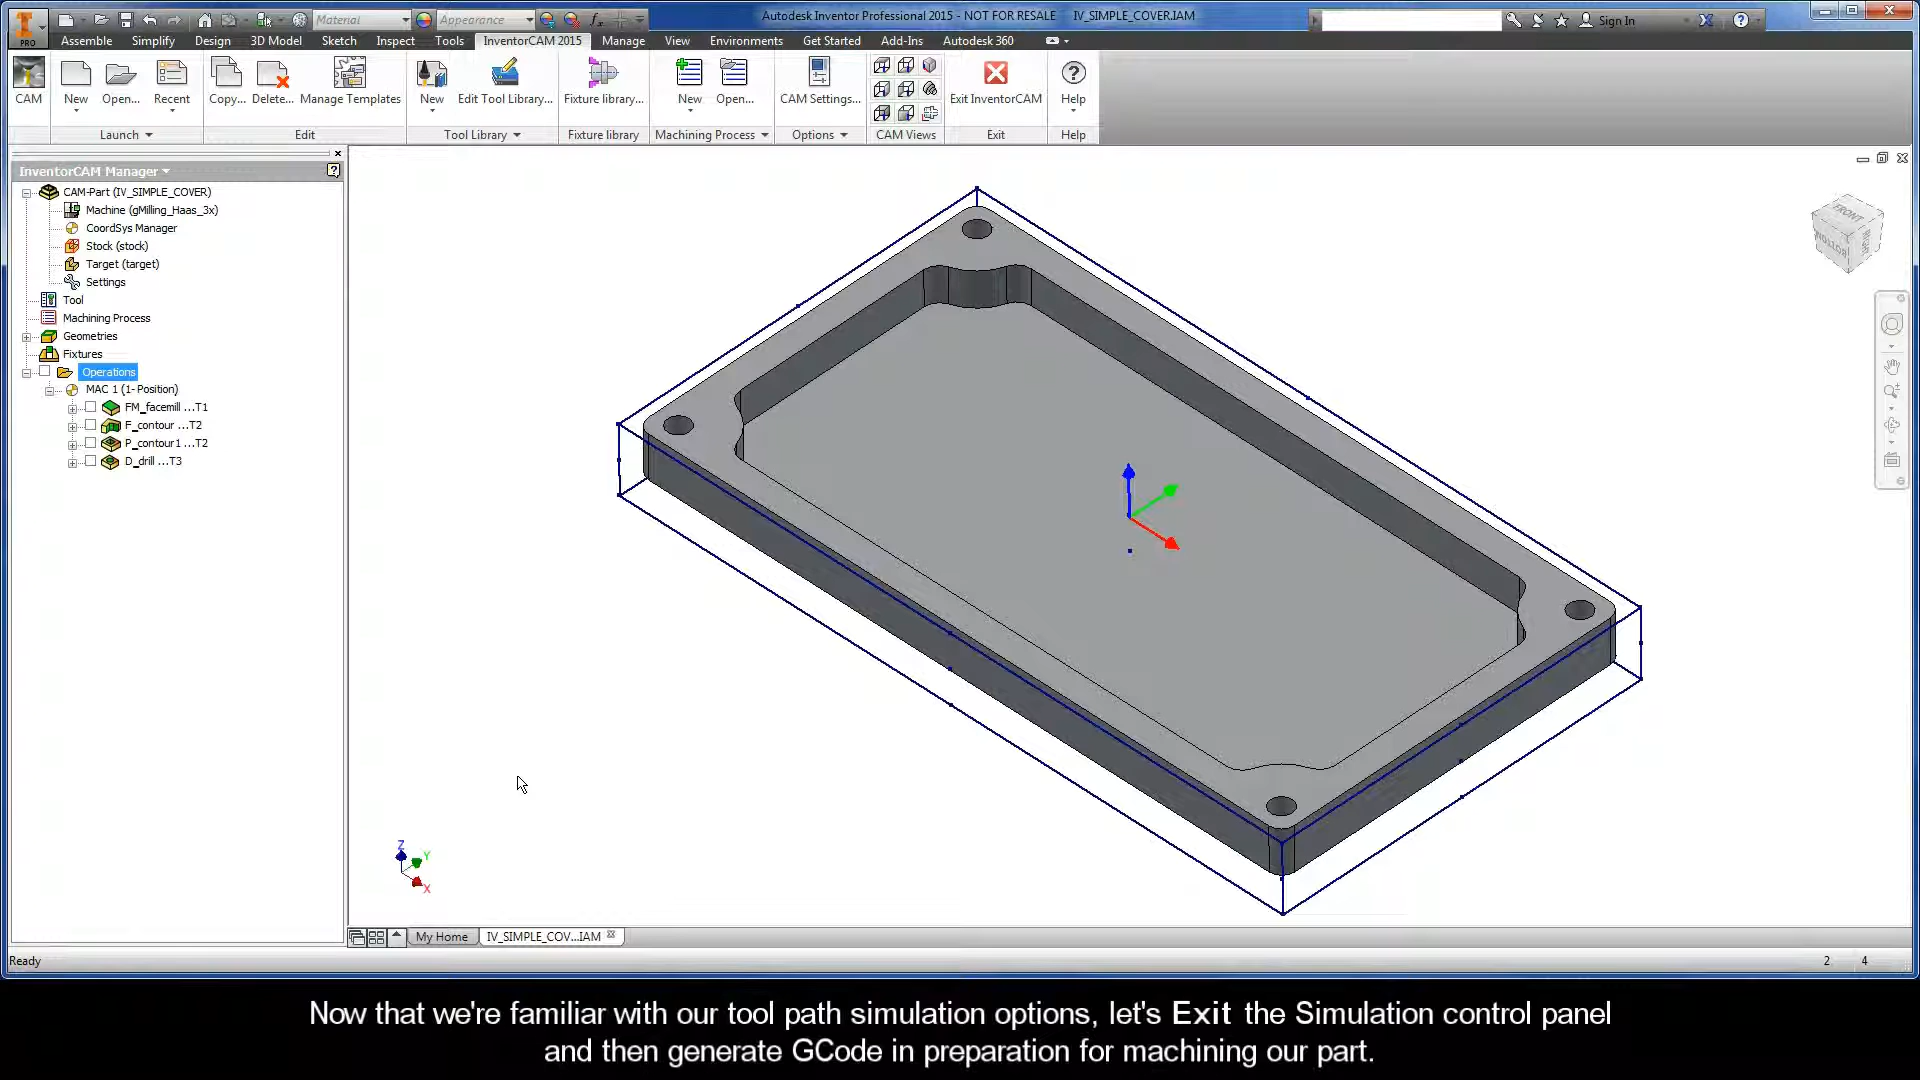 Autodesk Inventor Professional 2015 - NOT FOR RESALE IV_SIMPLE_COVER.IAM
Material
Appearance
Sign In
PRO
Assemble Simplify Design 3D Model Sketch Inspect Tools InventorCAM 2015 Manage View Environments Get Started Add-Ins Autodesk 360
CAM New Open... Recent Copy... Delete... Manage Templates New Edit Tool Library... Fixture library... New Open... CAM Settings... Exit InventorCAM Help
Launch Edit Tool Library Fixture library Machining Process Options CAM Views Exit Help
InventorCAM Manager
CAM-Part (IV_SIMPLE_COVER)
Machine (gMilling_Haas_3x)
CoordSys Manager
Stock (stock)
Target (target)
Settings
Tool
Machining Process
Geometries
Fixtures
Operations
MAC 1 (1- Position)
FM_facemill ...T1
F_contour ...T2
P_contour1 ...T2
D_drill ...T3
FRONT
BOTTOM
Z
Y
X
My Home IV_SIMPLE_COV...IAM
Ready
2 4
Now that we're familiar with our tool path simulation options, let's Exit the Simulation control panel
and then generate GCode in preparation for machining our part.